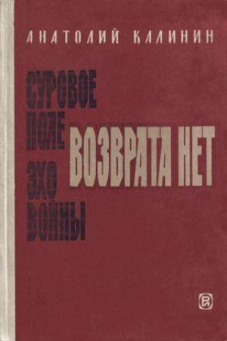 АНАТОЛИЙ КАЛИНИН
СУРОВОЕ
ПОЛЕ
ВОЗВРАТА НЕТ
ЭХО
ВОЙНЫ